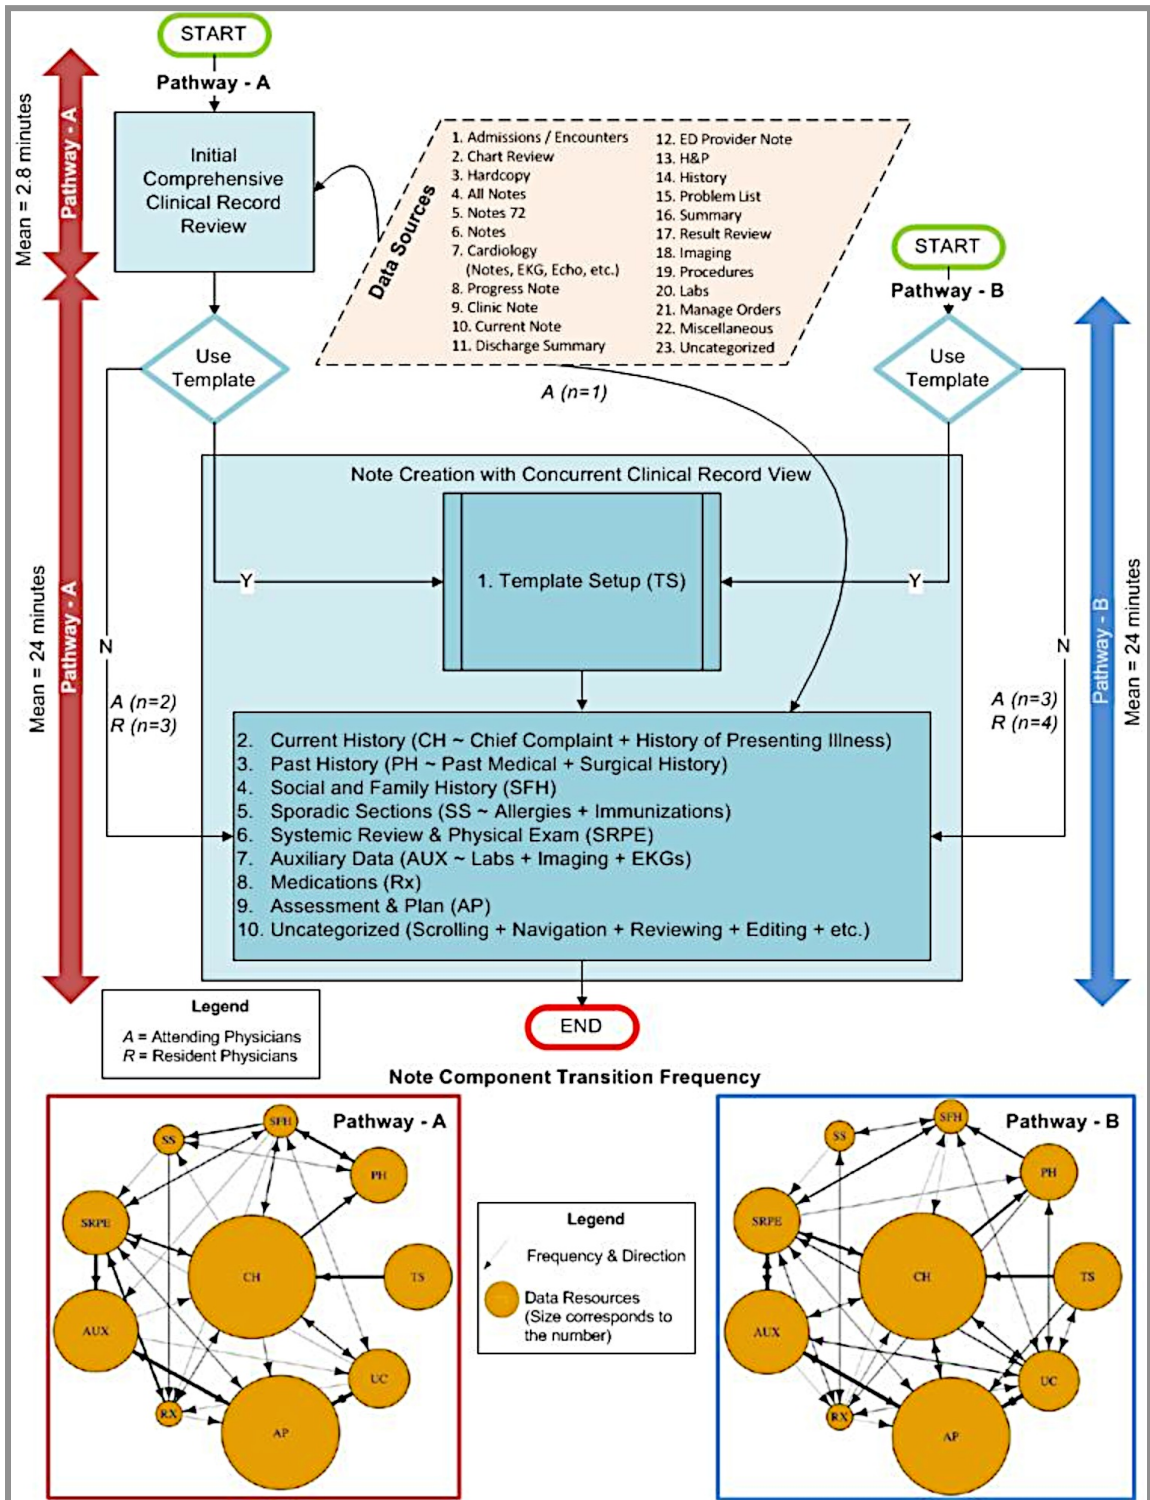 START
Pathway - A
Mean = 2.8 minutes
Pathway - A
Initial
Comprehensive
Clinical Record
Review
Data Sources
1. Admissions / Encounters
2. Chart Review
3. Hardcopy
4. All Notes
5. Notes 72
6. Notes
7. Cardiology
(Notes, EKG, Echo, etc.)
8. Progress Note
9. Clinic Note
10. Current Note
11. Discharge Summary
12. ED Provider Note
13. H&P
14. History
15. Problem List
16. Summary
17. Result Review
18. Imaging
19. Procedures
20. Labs
21. Manage Orders
22. Miscellaneous
23. Uncategorized
START
Pathway - B
Use
Template
Use
Template
A (n=1)
Note Creation with Concurrent Clinical Record View
1. Template Setup (TS)
Y
Y
N
N
Mean = 24 minutes
Pathway - A
A (n=2)
R (n=3)
A (n=3)
R (n=4)
Pathway - B
Mean = 24 minutes
2. Current History (CH ~ Chief Complaint + History of Presenting Illness)
3. Past History (PH ~ Past Medical + Surgical History)
4. Social and Family History (SFH)
5. Sporadic Sections (SS ~ Allergies + Immunizations)
6. Systemic Review & Physical Exam (SRPE)
7. Auxiliary Data (AUX ~ Labs + Imaging + EKGs)
8. Medications (Rx)
9. Assessment & Plan (AP)
10. Uncategorized (Scrolling + Navigation + Reviewing + Editing + etc.)
Legend
A = Attending Physicians
R = Resident Physicians
END
Note Component Transition Frequency
Pathway - A
SFH
SS
PH
SRPE
CH
TS
AUX
UC
RX
AP
Legend
Frequency & Direction
Data Resources
(Size corresponds to
the number)
Pathway - B
SFH
SS
PH
SRPE
CH
TS
AUX
UC
RX
AP